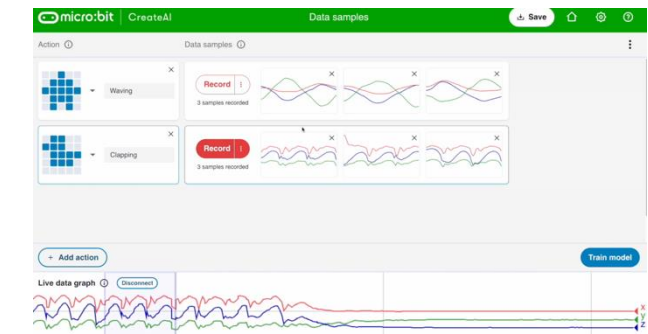 micro:bit | CreateAI
Data samples
Save
Action
Data samples
Waving
Record
3 samples recorded
Clapping
Record
3 samples recorded
+ Add action
Train model
Live data graph
Disconnect
x
y
z